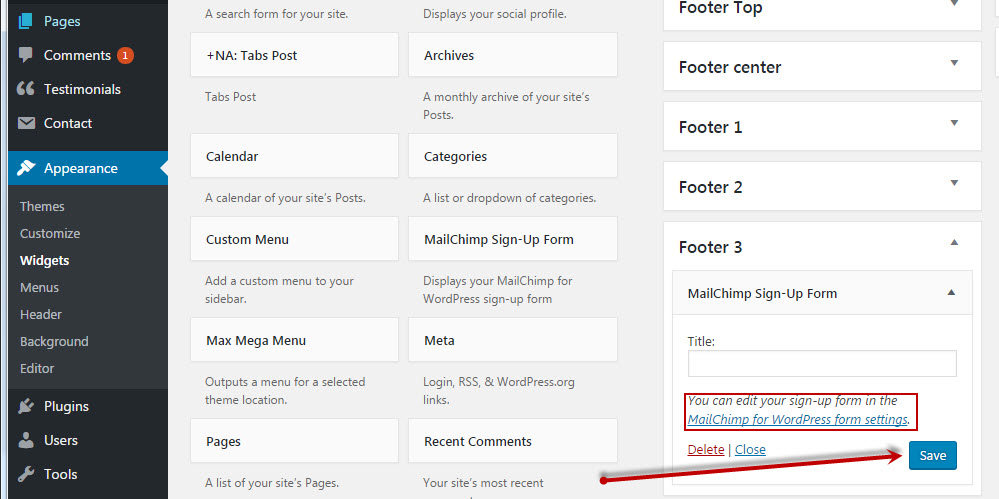 Pages
Comments 1
Testimonials
Contact
Appearance
Themes
Customize
Widgets
Menus
Header
Background
Editor
Plugins
Users
Tools
A search form for your site.
+NA: Tabs Post
Tabs Post
Calendar
A calendar of your site's Posts.
Custom Menu
Add a custom menu to your
sidebar.
Max Mega Menu
Outputs a menu for a selected
theme location.
Pages
A list of your site's Pages.
Displays your social profile.
Archives
A monthly archive of your site's
Posts.
Categories
A list or dropdown of categories.
MailChimp Sign-Up Form
Displays your MailChimp for
WordPress sign-up form
Meta
Login, RSS, & WordPress.org
links.
Recent Comments
Your site's most recent
Footer Top
Footer center
Footer 1
Footer 2
Footer 3
MailChimp Sign-Up Form
Title:
You can edit your sign-up form in the
MailChimp for WordPress form settings.
Delete | Close
Save